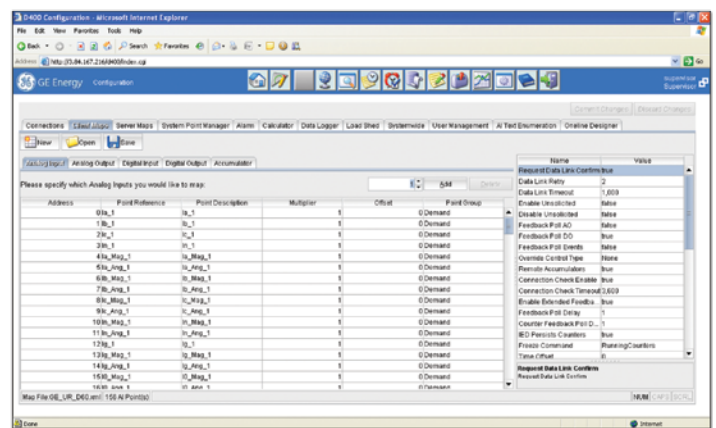 D400 Configuration - Microsoft Internet Explorer
File Edit View Favorites Tools Help
Back Search Favorites
Address http://3.94.167.216/d400/index.cgi Go
GE Energy Configuration supervisor
Supervisor
Commit Changes Discard Changes
Connections Client Maps Server Maps System Point Manager Alarm Calculator Data Logger Load Shed Systemwide User Management AI Text Enumeration Oneline Designer
New Open Save
Analog Input Analog Output Digital Input Digital Output Accumulator
Please specify which Analog Inputs you would like to map: 1 Add Delete
Address Point Reference Point Description Multiplier Offset Point Group
0 Ia_1 Ia_1 1 0 Demand
1 Ib_1 Ib_1 1 0 Demand
2 Ic_1 Ic_1 1 0 Demand
3 In_1 In_1 1 0 Demand
4 Ia_Mag_1 Ia_Mag_1 1 0 Demand
5 Ia_Ang_1 Ia_Ang_1 1 0 Demand
6 Ib_Mag_1 Ib_Mag_1 1 0 Demand
7 Ib_Ang_1 Ib_Ang_1 1 0 Demand
8 Ic_Mag_1 Ic_Mag_1 1 0 Demand
9 Ic_Ang_1 Ic_Ang_1 1 0 Demand
10 In_Mag_1 In_Mag_1 1 0 Demand
11 In_Ang_1 In_Ang_1 1 0 Demand
12 Ig_1 Ig_1 1 0 Demand
13 Ig_Mag_1 Ig_Mag_1 1 0 Demand
14 Ig_Ang_1 Ig_Ang_1 1 0 Demand
15 I0_Mag_1 I0_Mag_1 1 0 Demand
16 I0_Ang_1 I0_Ang_1 1 0 Demand
Name Value
Request Data Link Confirm true
Data Link Retry 2
Data Link Timeout 1,000
Enable Unsolicited false
Disable Unsolicited false
Feedback Poll AO false
Feedback Poll DO true
Feedback Poll Events false
Override Control Type None
Remote Accumulators true
Connection Check Enable true
Connection Check Timeout 3,600
Enable Extended Feedba... true
Feedback Poll Delay 1
Counter Feedback Poll D... 1
IED Persists Counters true
Freeze Command RunningCounters
Time Offset 0
Request Data Link Confirm
Request Data Link Confirm
Map File:GE_UR_D60.xml 158 AI Point(s) NUM CAPS SCRL
Done Internet